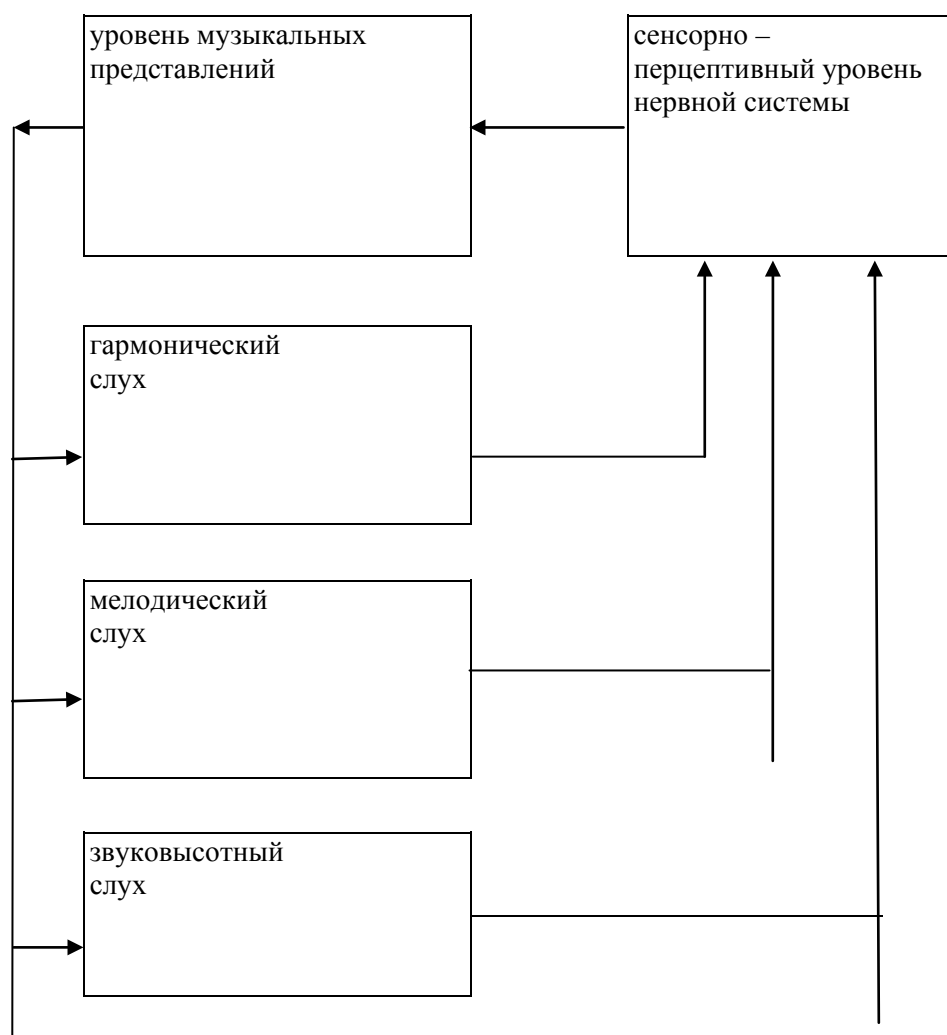 уровень музыкальных
представлений
сенсорно –
перцептивный уровень
нервной системы
гармонический
слух
мелодический
слух
звуковысотный
слух